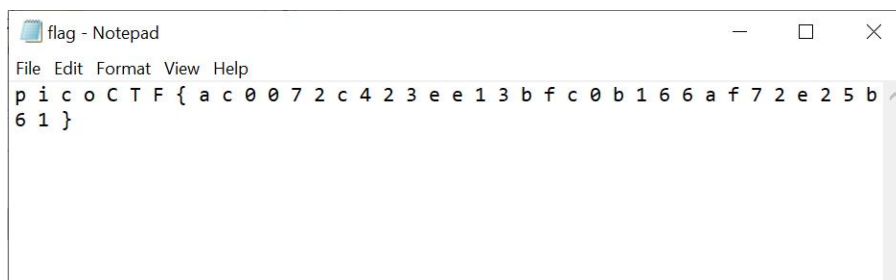 flag - Notepad
File Edit Format View Help
p i c o C T F { a c 0 0 7 2 c 4 2 3 e e 1 3 b f c 0 b 1 6 6 a f 7 2 e 2 5 b
6 1 }